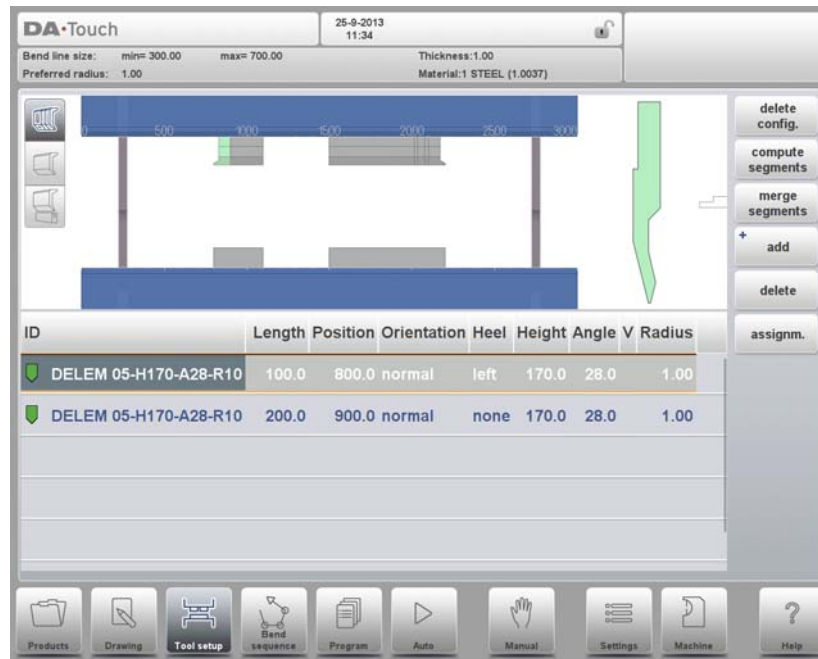 DA·Touch
25-9-2013
11:34
Bend line size: min= 300.00 max= 700.00 Thickness:1.00
Preferred radius: 1.00 Material:1 STEEL (1.0037)
0 500 1000 1500 2000 2500 3000
delete
config.
compute
segments
merge
segments
+ add
delete
assignm.
ID Length Position Orientation Heel Height Angle V Radius
DELEM 05-H170-A28-R10 100.0 800.0 normal left 170.0 28.0 1.00
DELEM 05-H170-A28-R10 200.0 900.0 normal none 170.0 28.0 1.00
Products Drawing Tool setup Bend
sequence Program Auto Manual Settings Machine Help